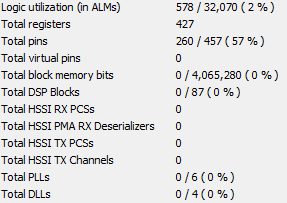 Logic utilization (in ALMs) 578 / 32,070 ( 2 % )
Total registers 427
Total pins 260 / 457 ( 57 % )
Total virtual pins 0
Total block memory bits 0 / 4,065,280 ( 0 % )
Total DSP Blocks 0 / 87 ( 0 % )
Total HSSI RX PCSs 0
Total HSSI PMA RX Deserializers 0
Total HSSI TX PCSs 0
Total HSSI TX Channels 0
Total PLLs 0 / 6 ( 0 % )
Total DLLs 0 / 4 ( 0 % )